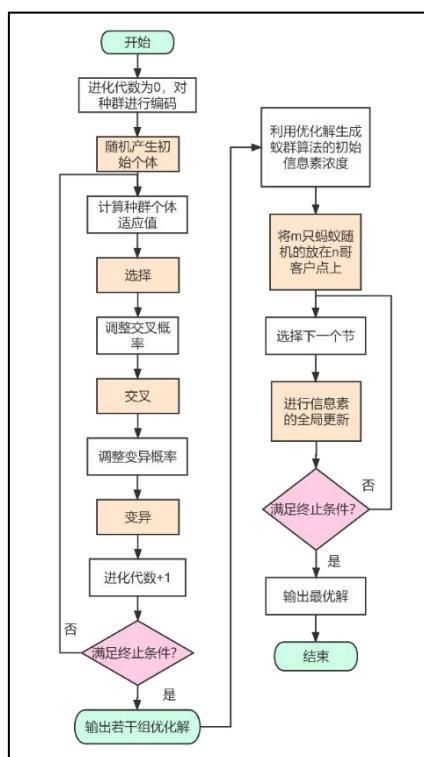 开始
进化代数为0，对
种群进行编码
随机产生初
始个体
计算种群个体
适应值
选择
调整交叉概
率
交叉
调整变异概率
变异
进化代数+1
否
满足终止条件?
是
输出若干组优化解
利用优化解生成
蚁群算法的初始
信息素浓度
将m只蚂蚁随
机的放在n哥
客户点上
选择下一个节
进行信息素
的全局更新
否
满足终止条件?
是
输出最优解
结束